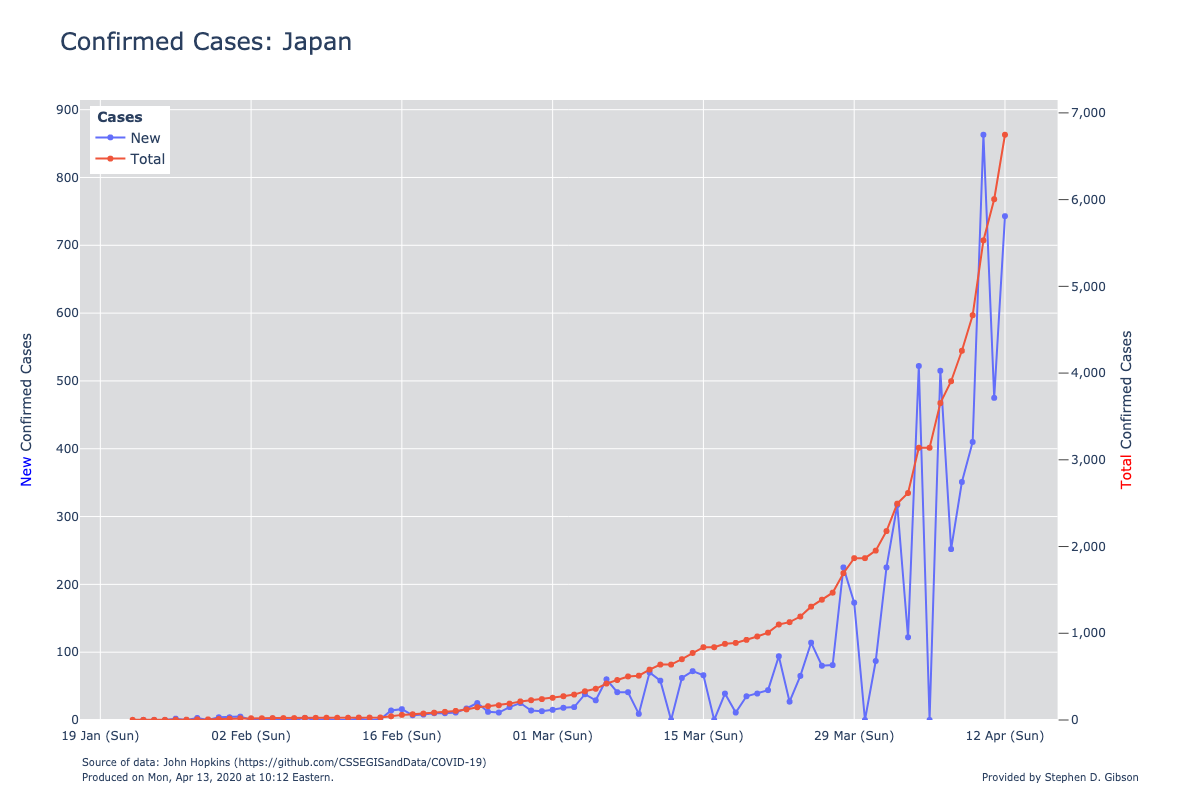 Confirmed Cases: Japan
Cases
New
Total
900
800
700
600
500
400
300
200
100
0
New Confirmed Cases
7,000
6,000
5,000
4,000
3,000
2,000
1,000
0
Total Confirmed Cases
19 Jan (Sun) 02 Feb (Sun) 16 Feb (Sun) 01 Mar (Sun) 15 Mar (Sun) 29 Mar (Sun) 12 Apr (Sun)
Source of data: John Hopkins (https://github.com/CSSEGISandData/COVID-19)
Produced on Mon, Apr 13, 2020 at 10:12 Eastern.
Provided by Stephen D. Gibson